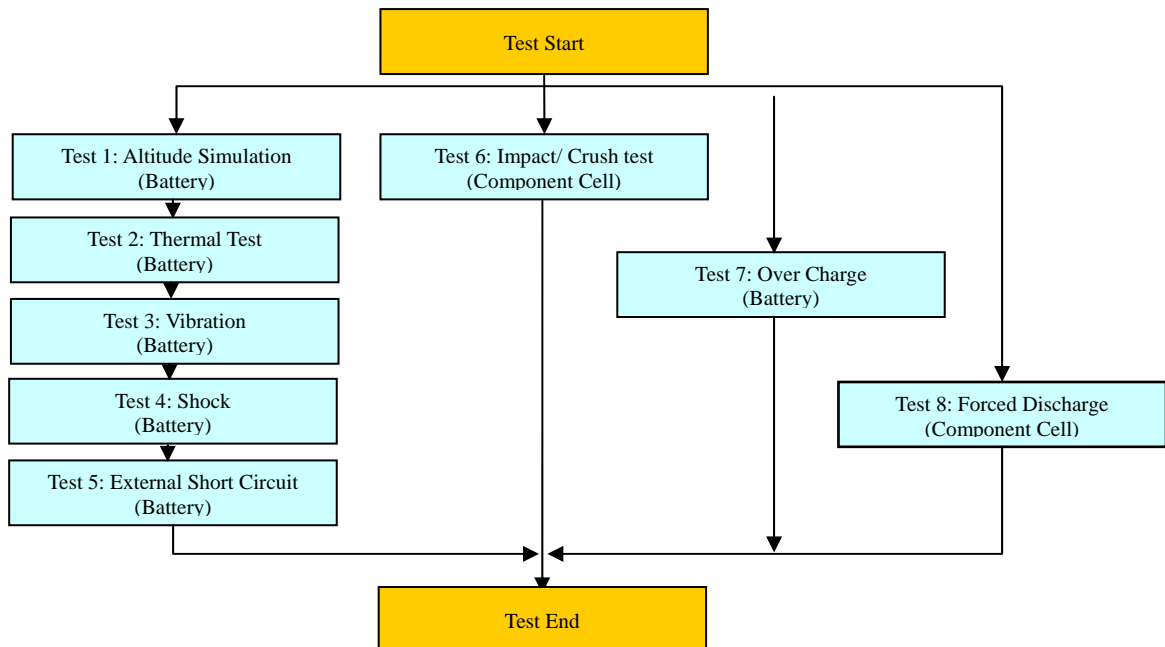 Test Start
Test 1: Altitude Simulation
(Battery)
Test 2: Thermal Test
(Battery)
Test 3: Vibration
(Battery)
Test 4: Shock
(Battery)
Test 5: External Short Circuit
(Battery)
Test 6: Impact/ Crush test
(Component Cell)
Test 7: Over Charge
(Battery)
Test 8: Forced Discharge
(Component Cell)
Test End